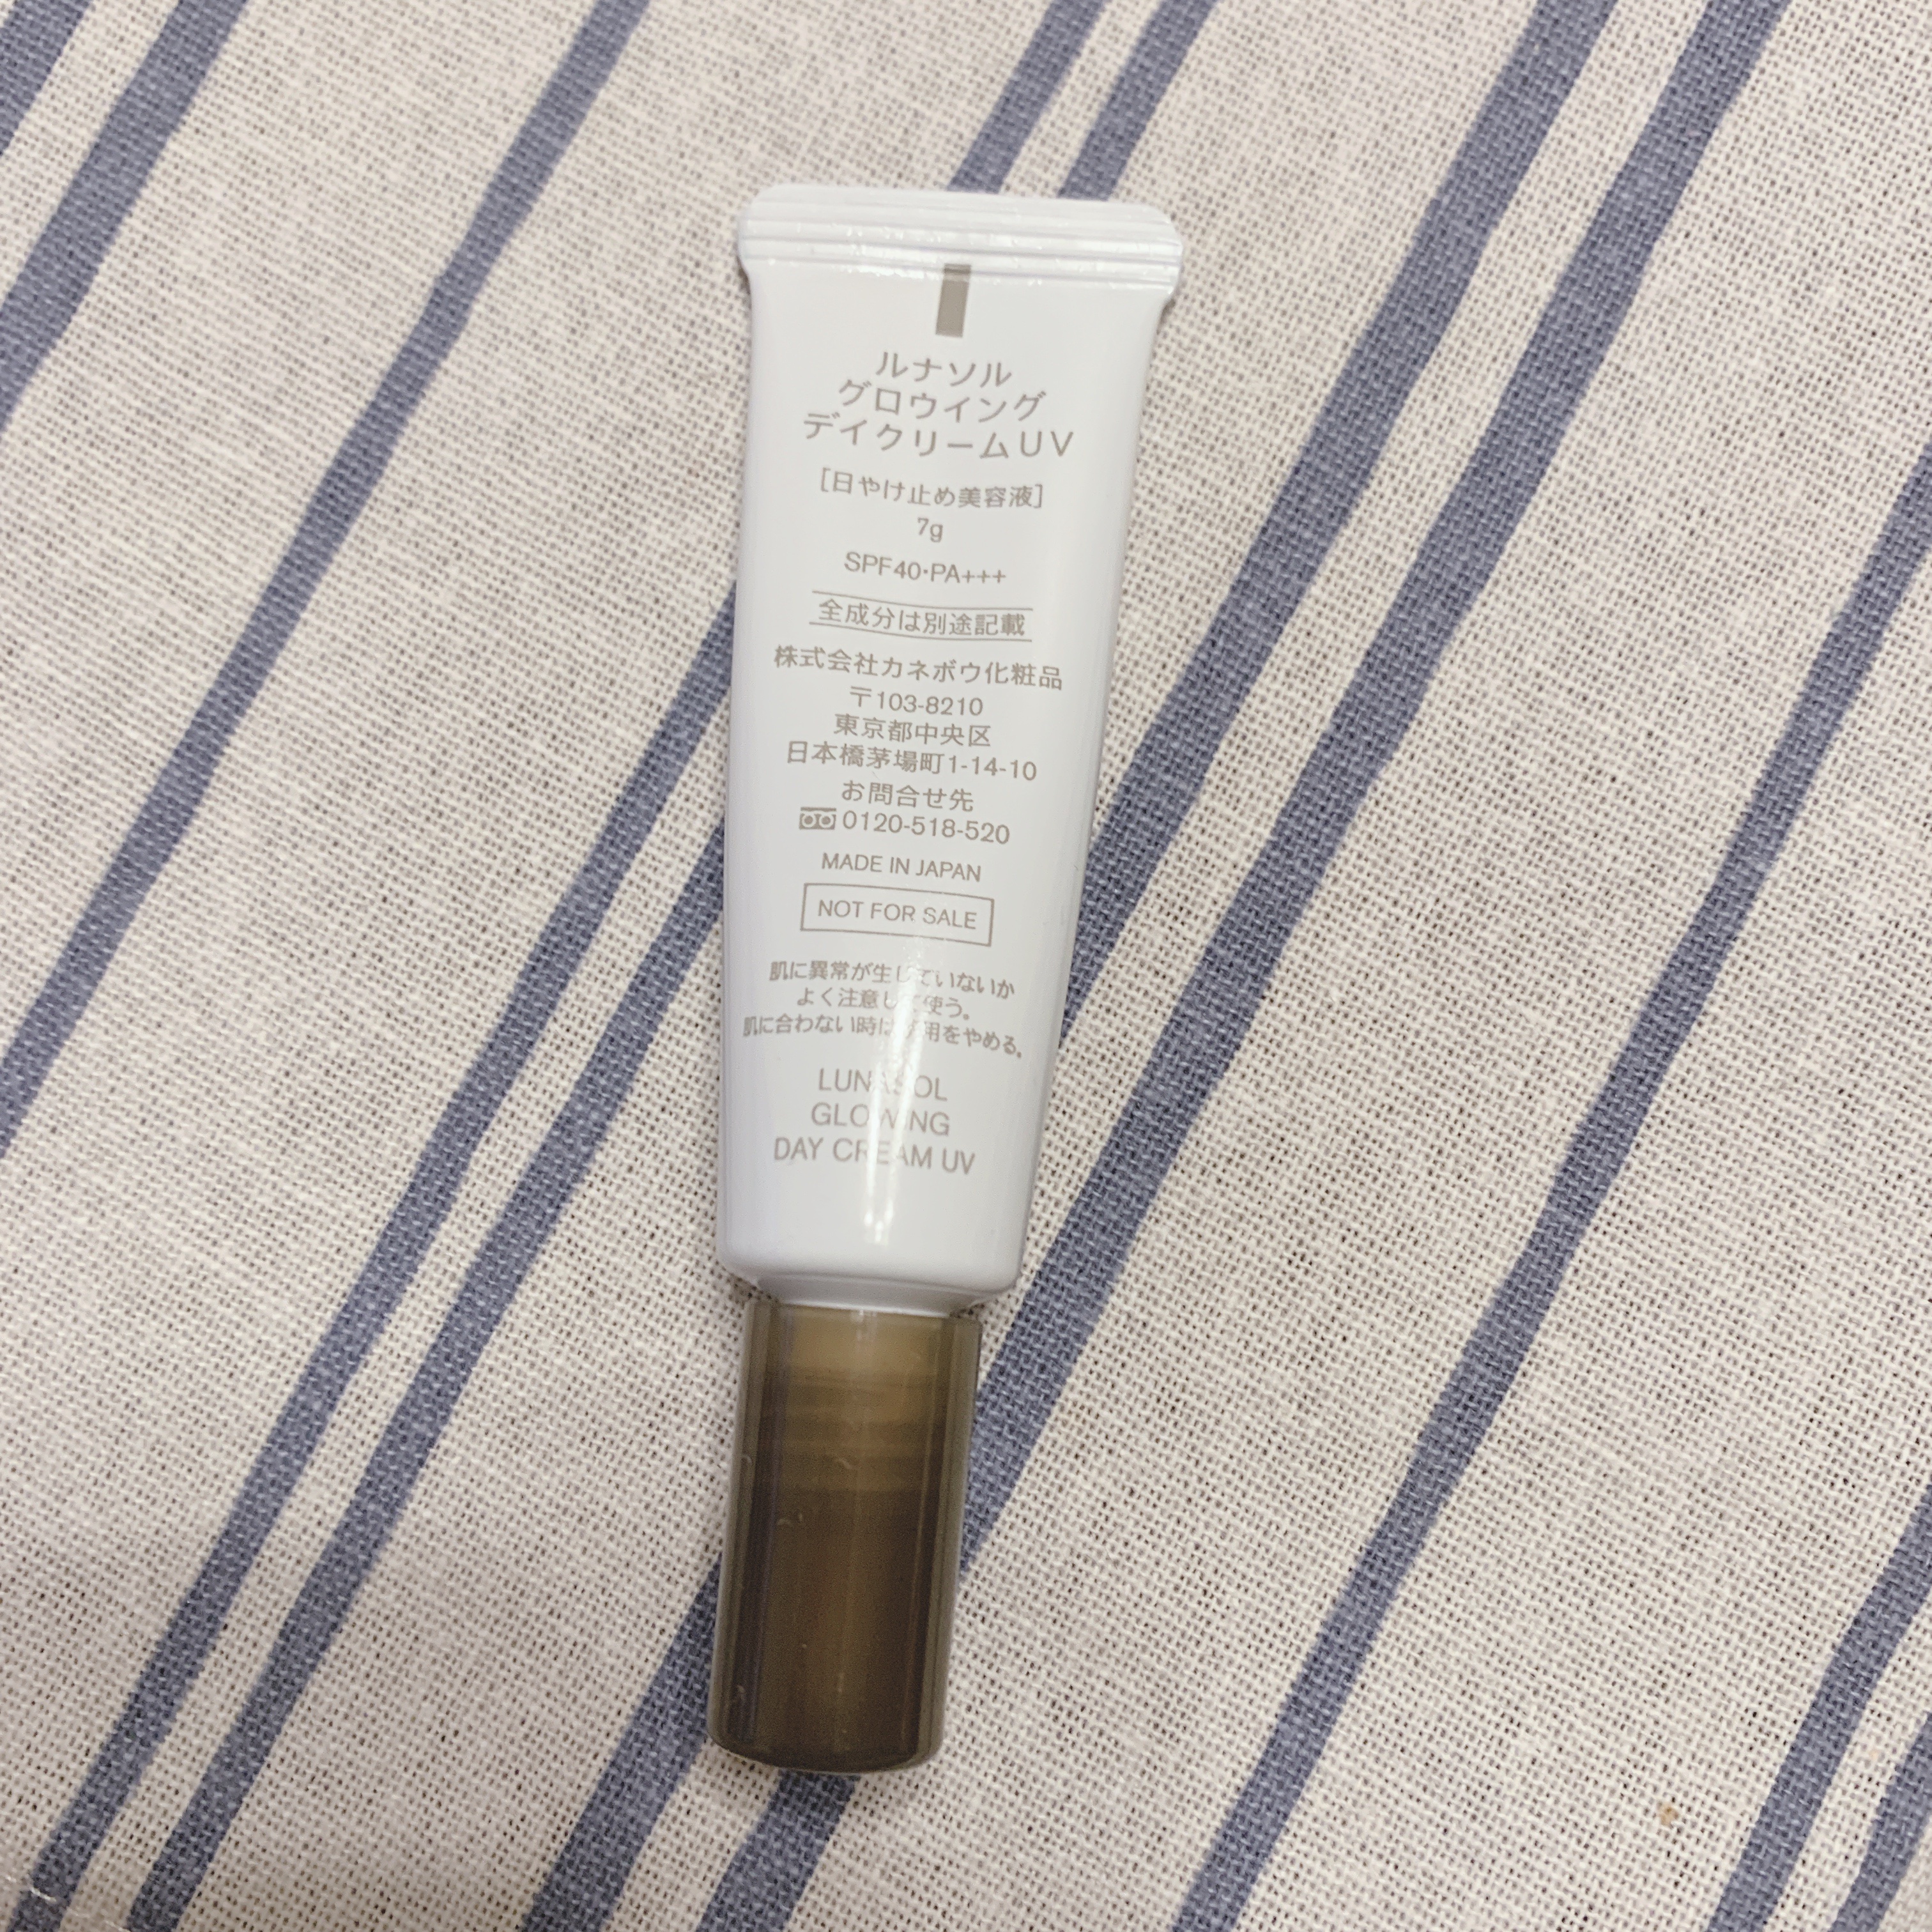 ルナソル
グロウイング
デイクリームUV
[日やけ止め美容液]
7g
SPF40・PA+++
全成分は別途記載
株式会社カネボウ化粧品
〒103-8210
東京都中央区
日本橋茅場町1-14-10
お問合せ先
0120-518-520
MADE IN JAPAN
NOT FOR SALE
肌に異常が生じていないか
よく注意して使う。
肌に合わない時は使用をやめる。
LUNASOL
GLOWING
DAY CREAM UV